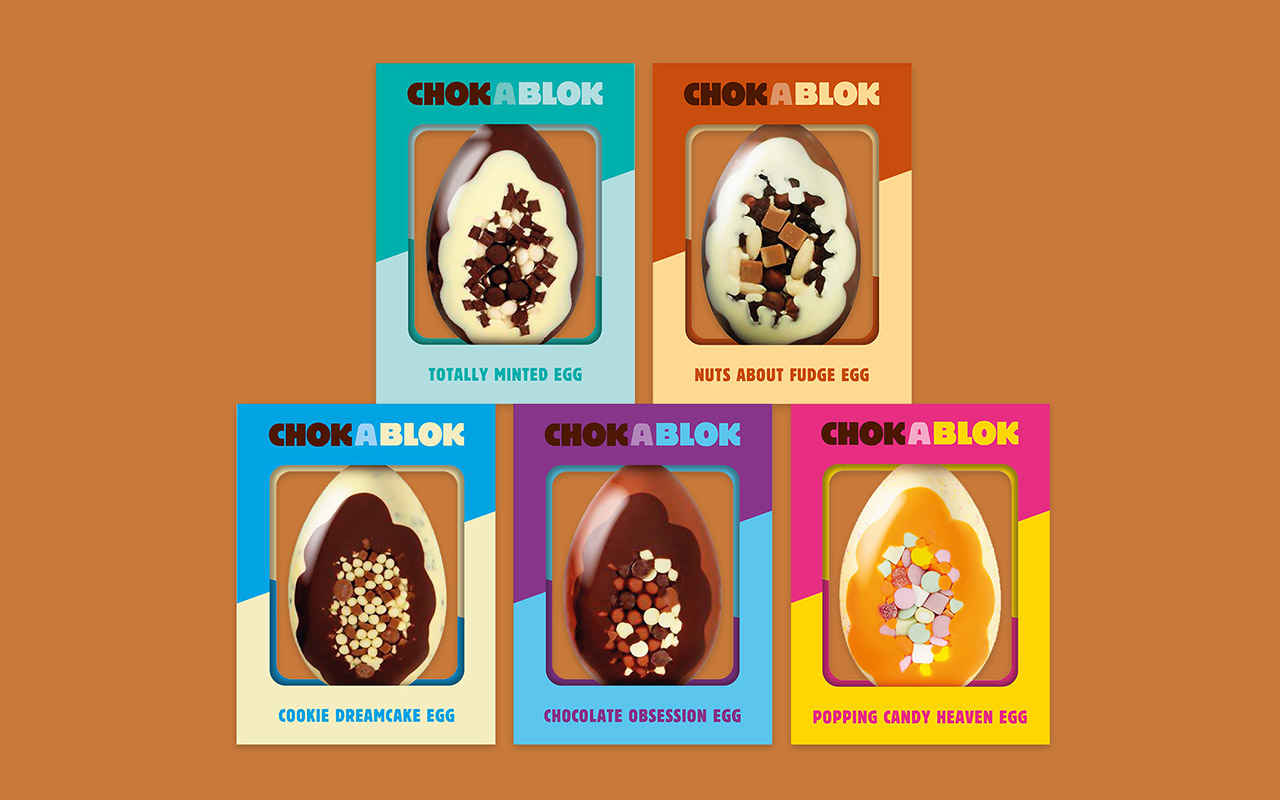 CHOKABLOK
TOTALLY MINTED EGG
CHOKABLOK
NUTS ABOUT FUDGE EGG
CHOKABLOK
COOKIE DREAMCAKE EGG
CHOKABLOK
CHOCOLATE OBSESSION EGG
CHOKABLOK
POPPING CANDY HEAVEN EGG